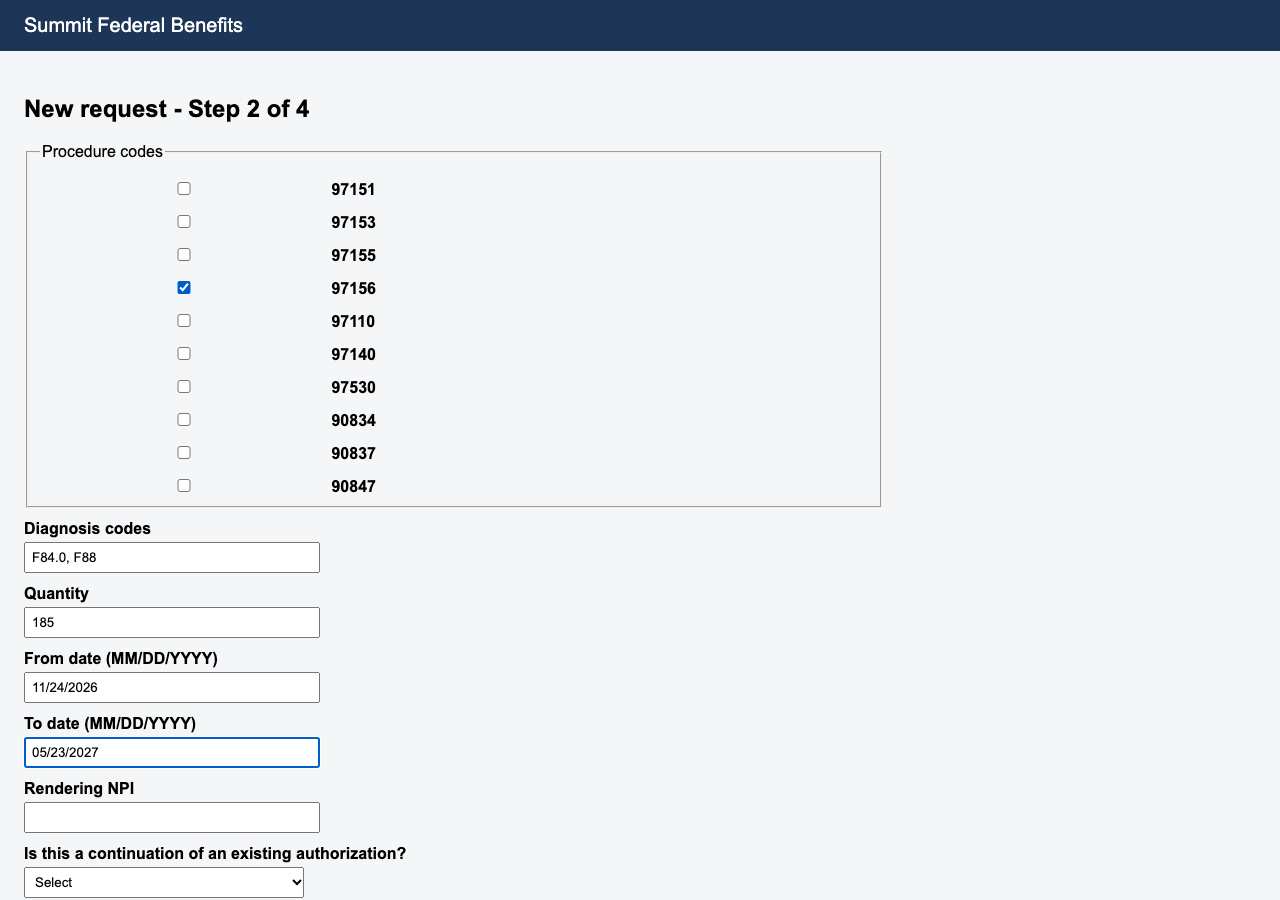 Summit Federal Benefits
New request - Step 2 of 4
Procedure codes
97151
97153
97155
97156
97110
97140
97530
90834
90837
90847
Diagnosis codes
F84.0, F88
Quantity
185
From date (MM/DD/YYYY)
11/24/2026
To date (MM/DD/YYYY)
05/23/2027
Rendering NPI
Is this a continuation of an existing authorization?
Select